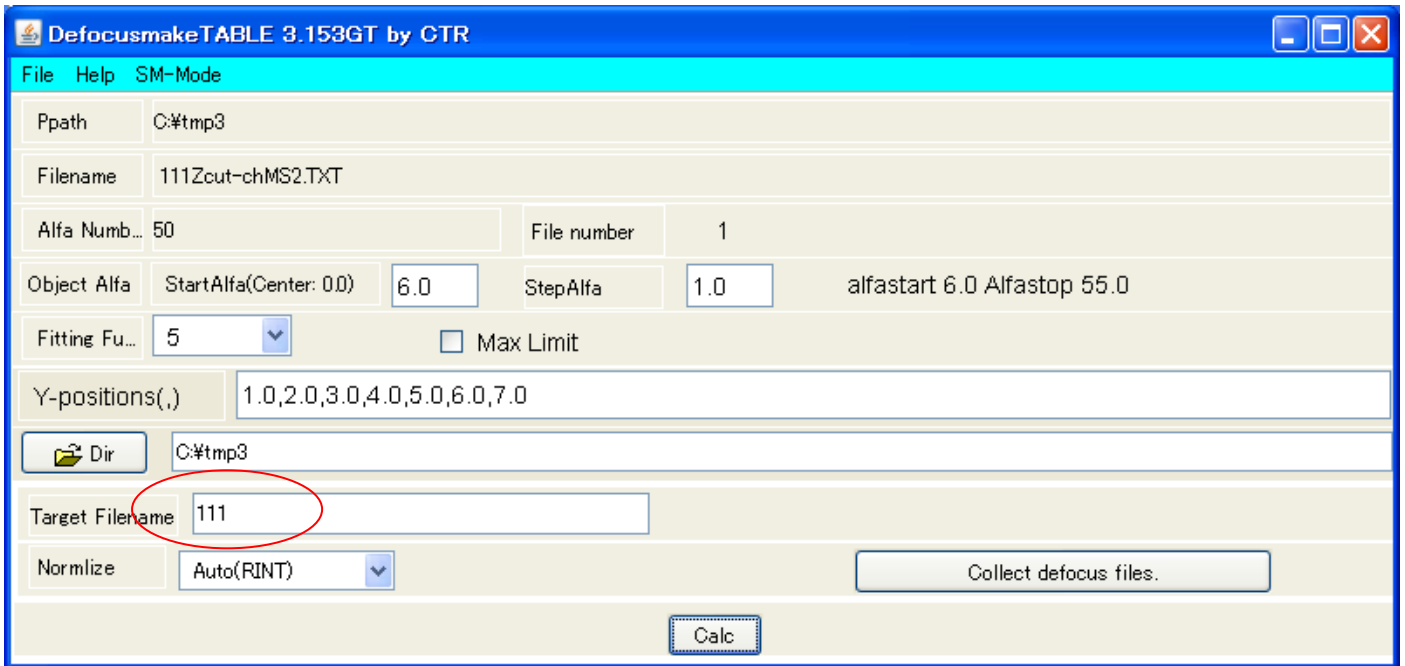 DefocusmakeTABLE 3.153GT by CTR
File Help SM-Mode
Ppath C:¥tmp3
Filename 111Zcut-chMS2.TXT
Alfa Numb... 50 File number 1
Object Alfa StartAlfa(Center: 0.0) 6.0 StepAlfa 1.0 alfastart 6.0 Alfastop 55.0
Fitting Fu... 5 Max Limit
Y-positions(,) 1.0,2.0,3.0,4.0,5.0,6.0,7.0
Dir C:¥tmp3
Target Filename 111
Normlize Auto(RINT) Collect defocus files.
Calc